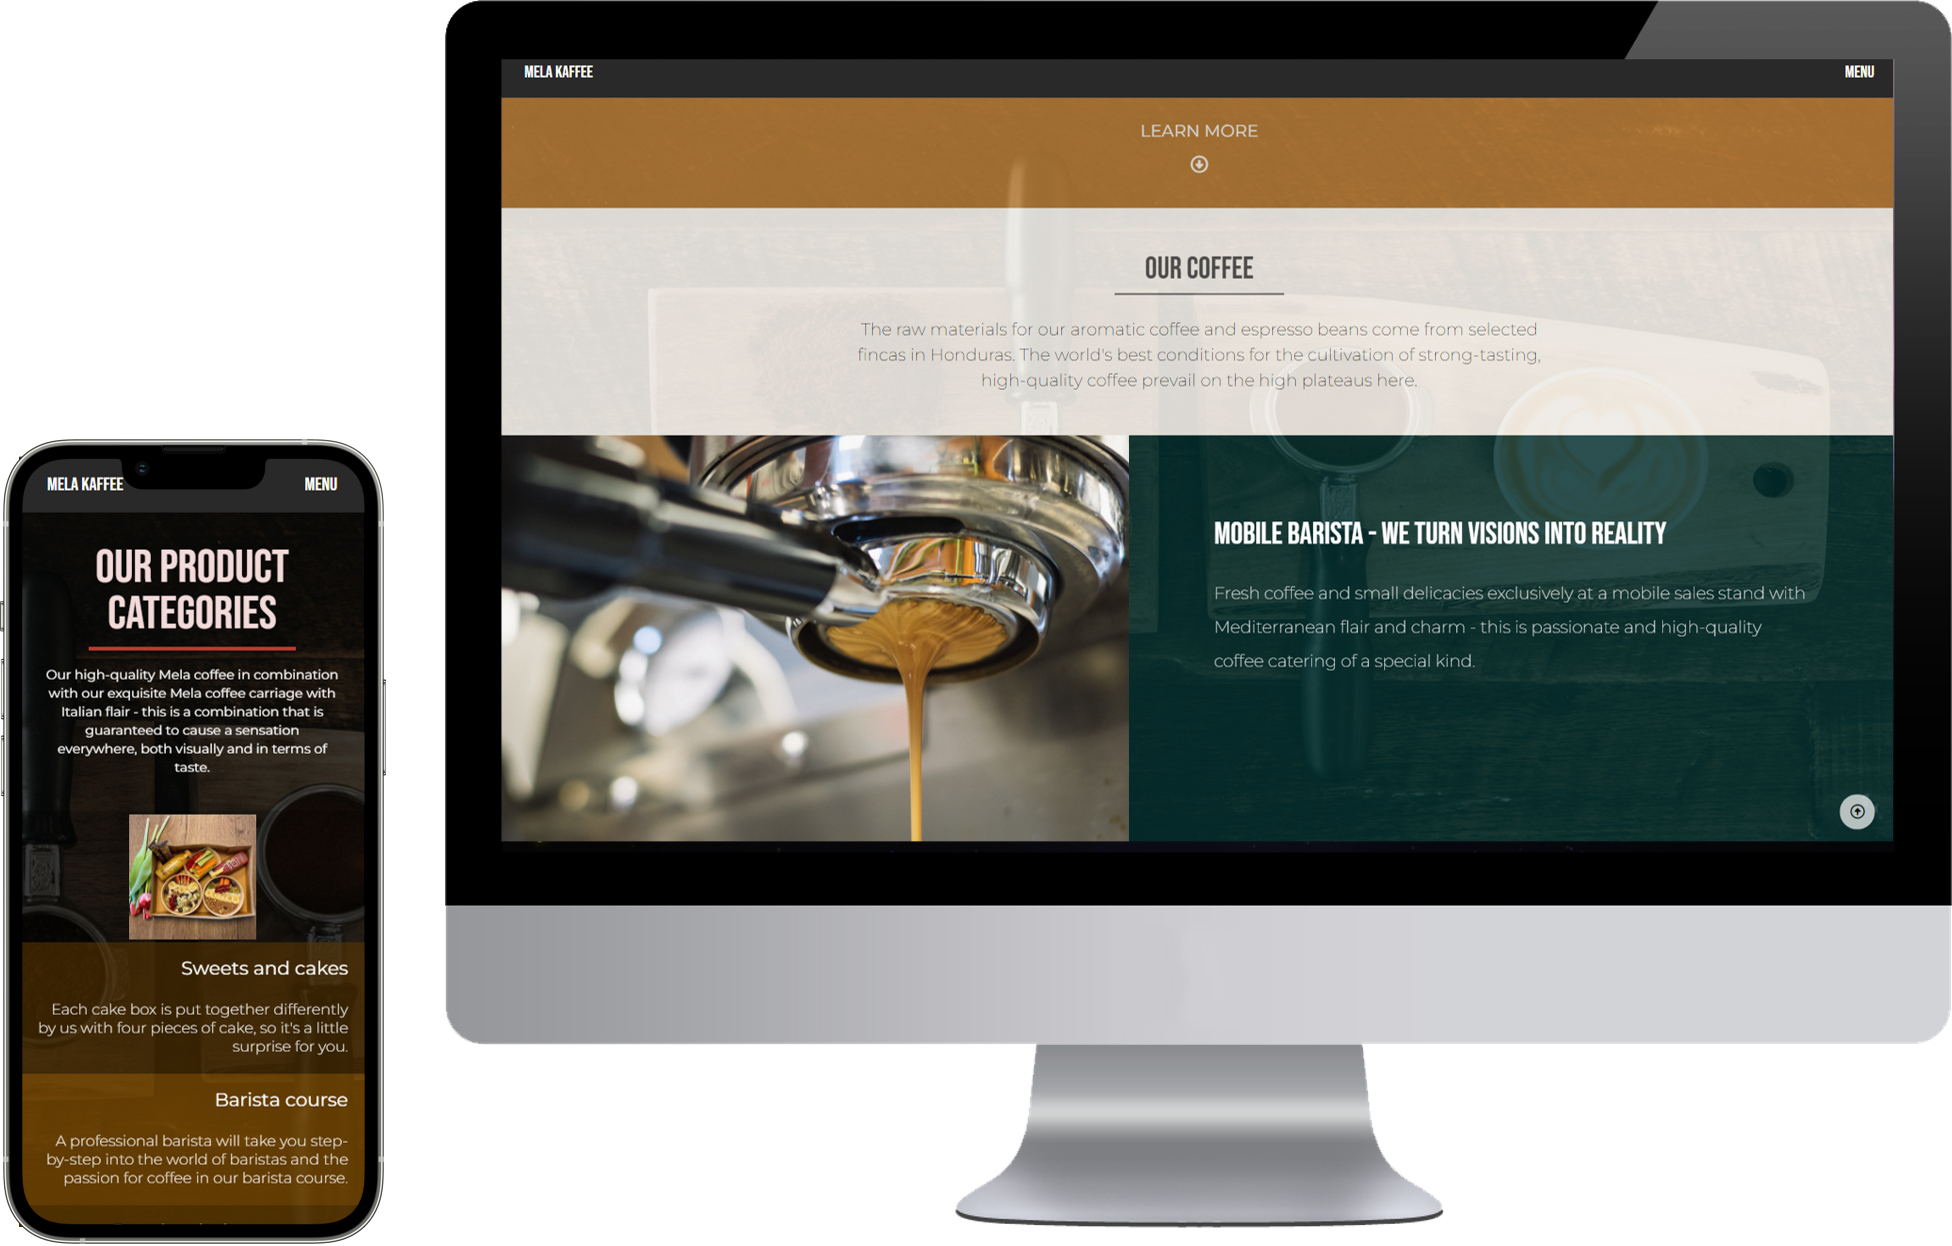 MELA KAFFEE
MENU
LEARN MORE
OUR COFFEE
The raw materials for our aromatic coffee and espresso beans come from selected
fincas in Honduras. The world's best conditions for the cultivation of strong-tasting,
high-quality coffee prevail on the high plateaus here.
MOBILE BARISTA - WE TURN VISIONS INTO REALITY
Fresh coffee and small delicacies exclusively at a mobile sales stand with
Mediterranean flair and charm - this is passionate and high-quality
coffee catering of a special kind.
MELA KAFFEE
MENU
OUR PRODUCT
CATEGORIES
Our high-quality Mela coffee in combination
with our exquisite Mela coffee carriage with
Italian flair - this is a combination that is
guaranteed to cause a sensation
everywhere, both visually and in terms of
taste.
Sweets and cakes
Each cake box is put together differently
by us with four pieces of cake, so it's a little
surprise for you.
Barista course
A professional barista will take you step-
by-step into the world of baristas and the
passion for coffee in our barista course.